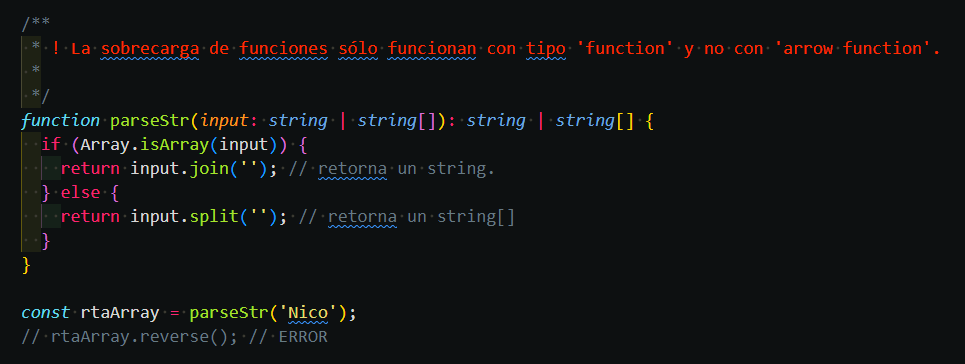 /**
 * ! La sobrecarga de funciones sólo funcionan con tipo 'function' y no con 'arrow function'.
 *
 */
function parseStr(input: string | string[]): string | string[] {
  if (Array.isArray(input)) {
    return input.join(''); // retorna un string.
  } else {
    return input.split(''); // retorna un string[]
  }
}

const rtaArray = parseStr('Nico');
// rtaArray.reverse(); // ERROR